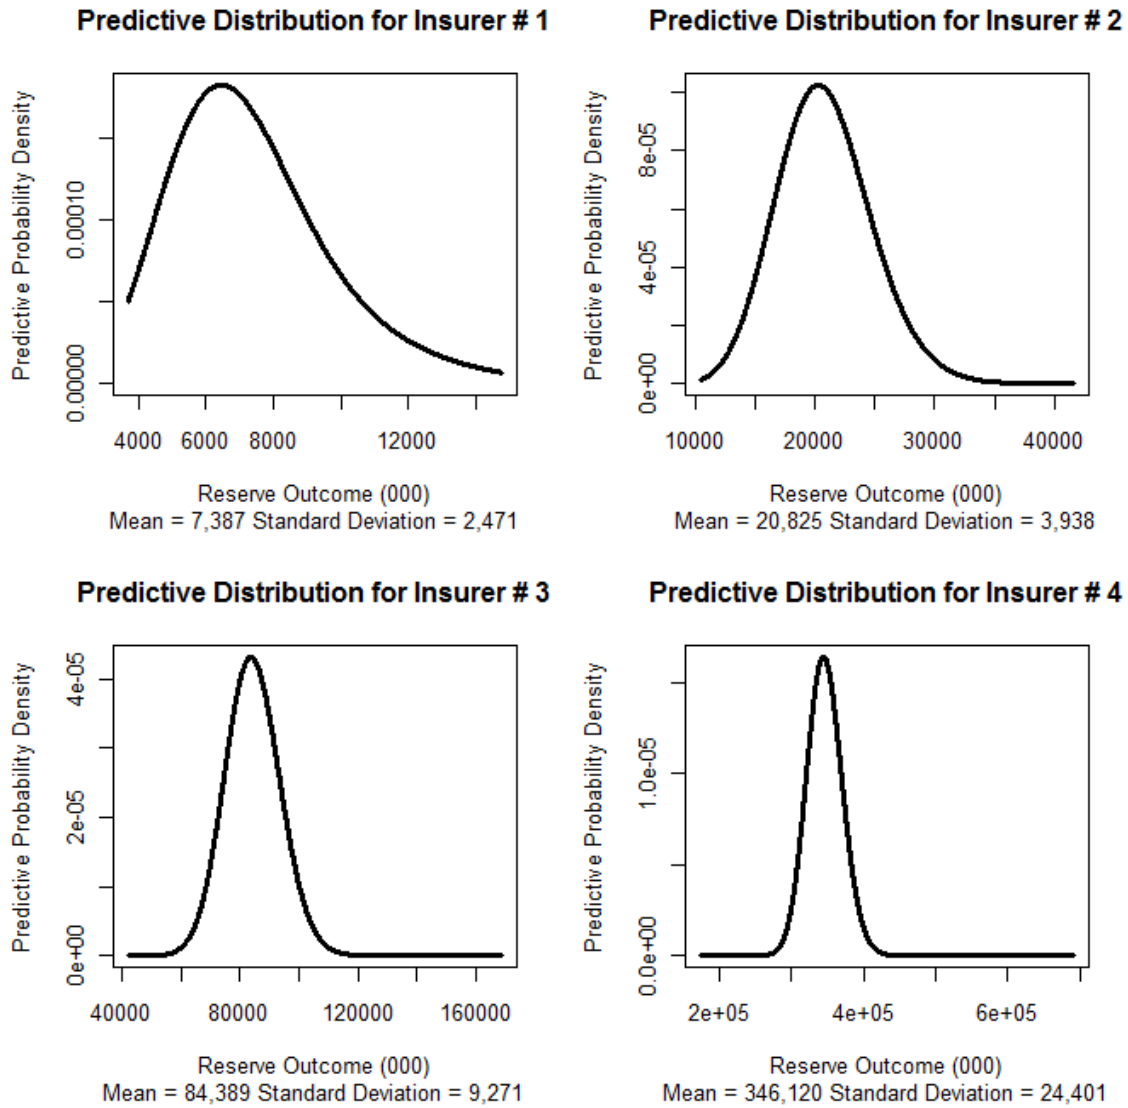 Predictive Distribution for Insurer # 1
Predictive Probability Density
0.00010
0.00000
4000 6000 8000 12000
Reserve Outcome (000)
Mean = 7,387 Standard Deviation = 2,471
Predictive Distribution for Insurer # 2
Predictive Probability Density
8e-05
4e-05
0e+00
10000 20000 30000 40000
Reserve Outcome (000)
Mean = 20,825 Standard Deviation = 3,938
Predictive Distribution for Insurer # 3
Predictive Probability Density
4e-05
2e-05
0e+00
40000 80000 120000 160000
Reserve Outcome (000)
Mean = 84,389 Standard Deviation = 9,271
Predictive Distribution for Insurer # 4
Predictive Probability Density
1.0e-05
0.0e+00
2e+05 4e+05 6e+05
Reserve Outcome (000)
Mean = 346,120 Standard Deviation = 24,401